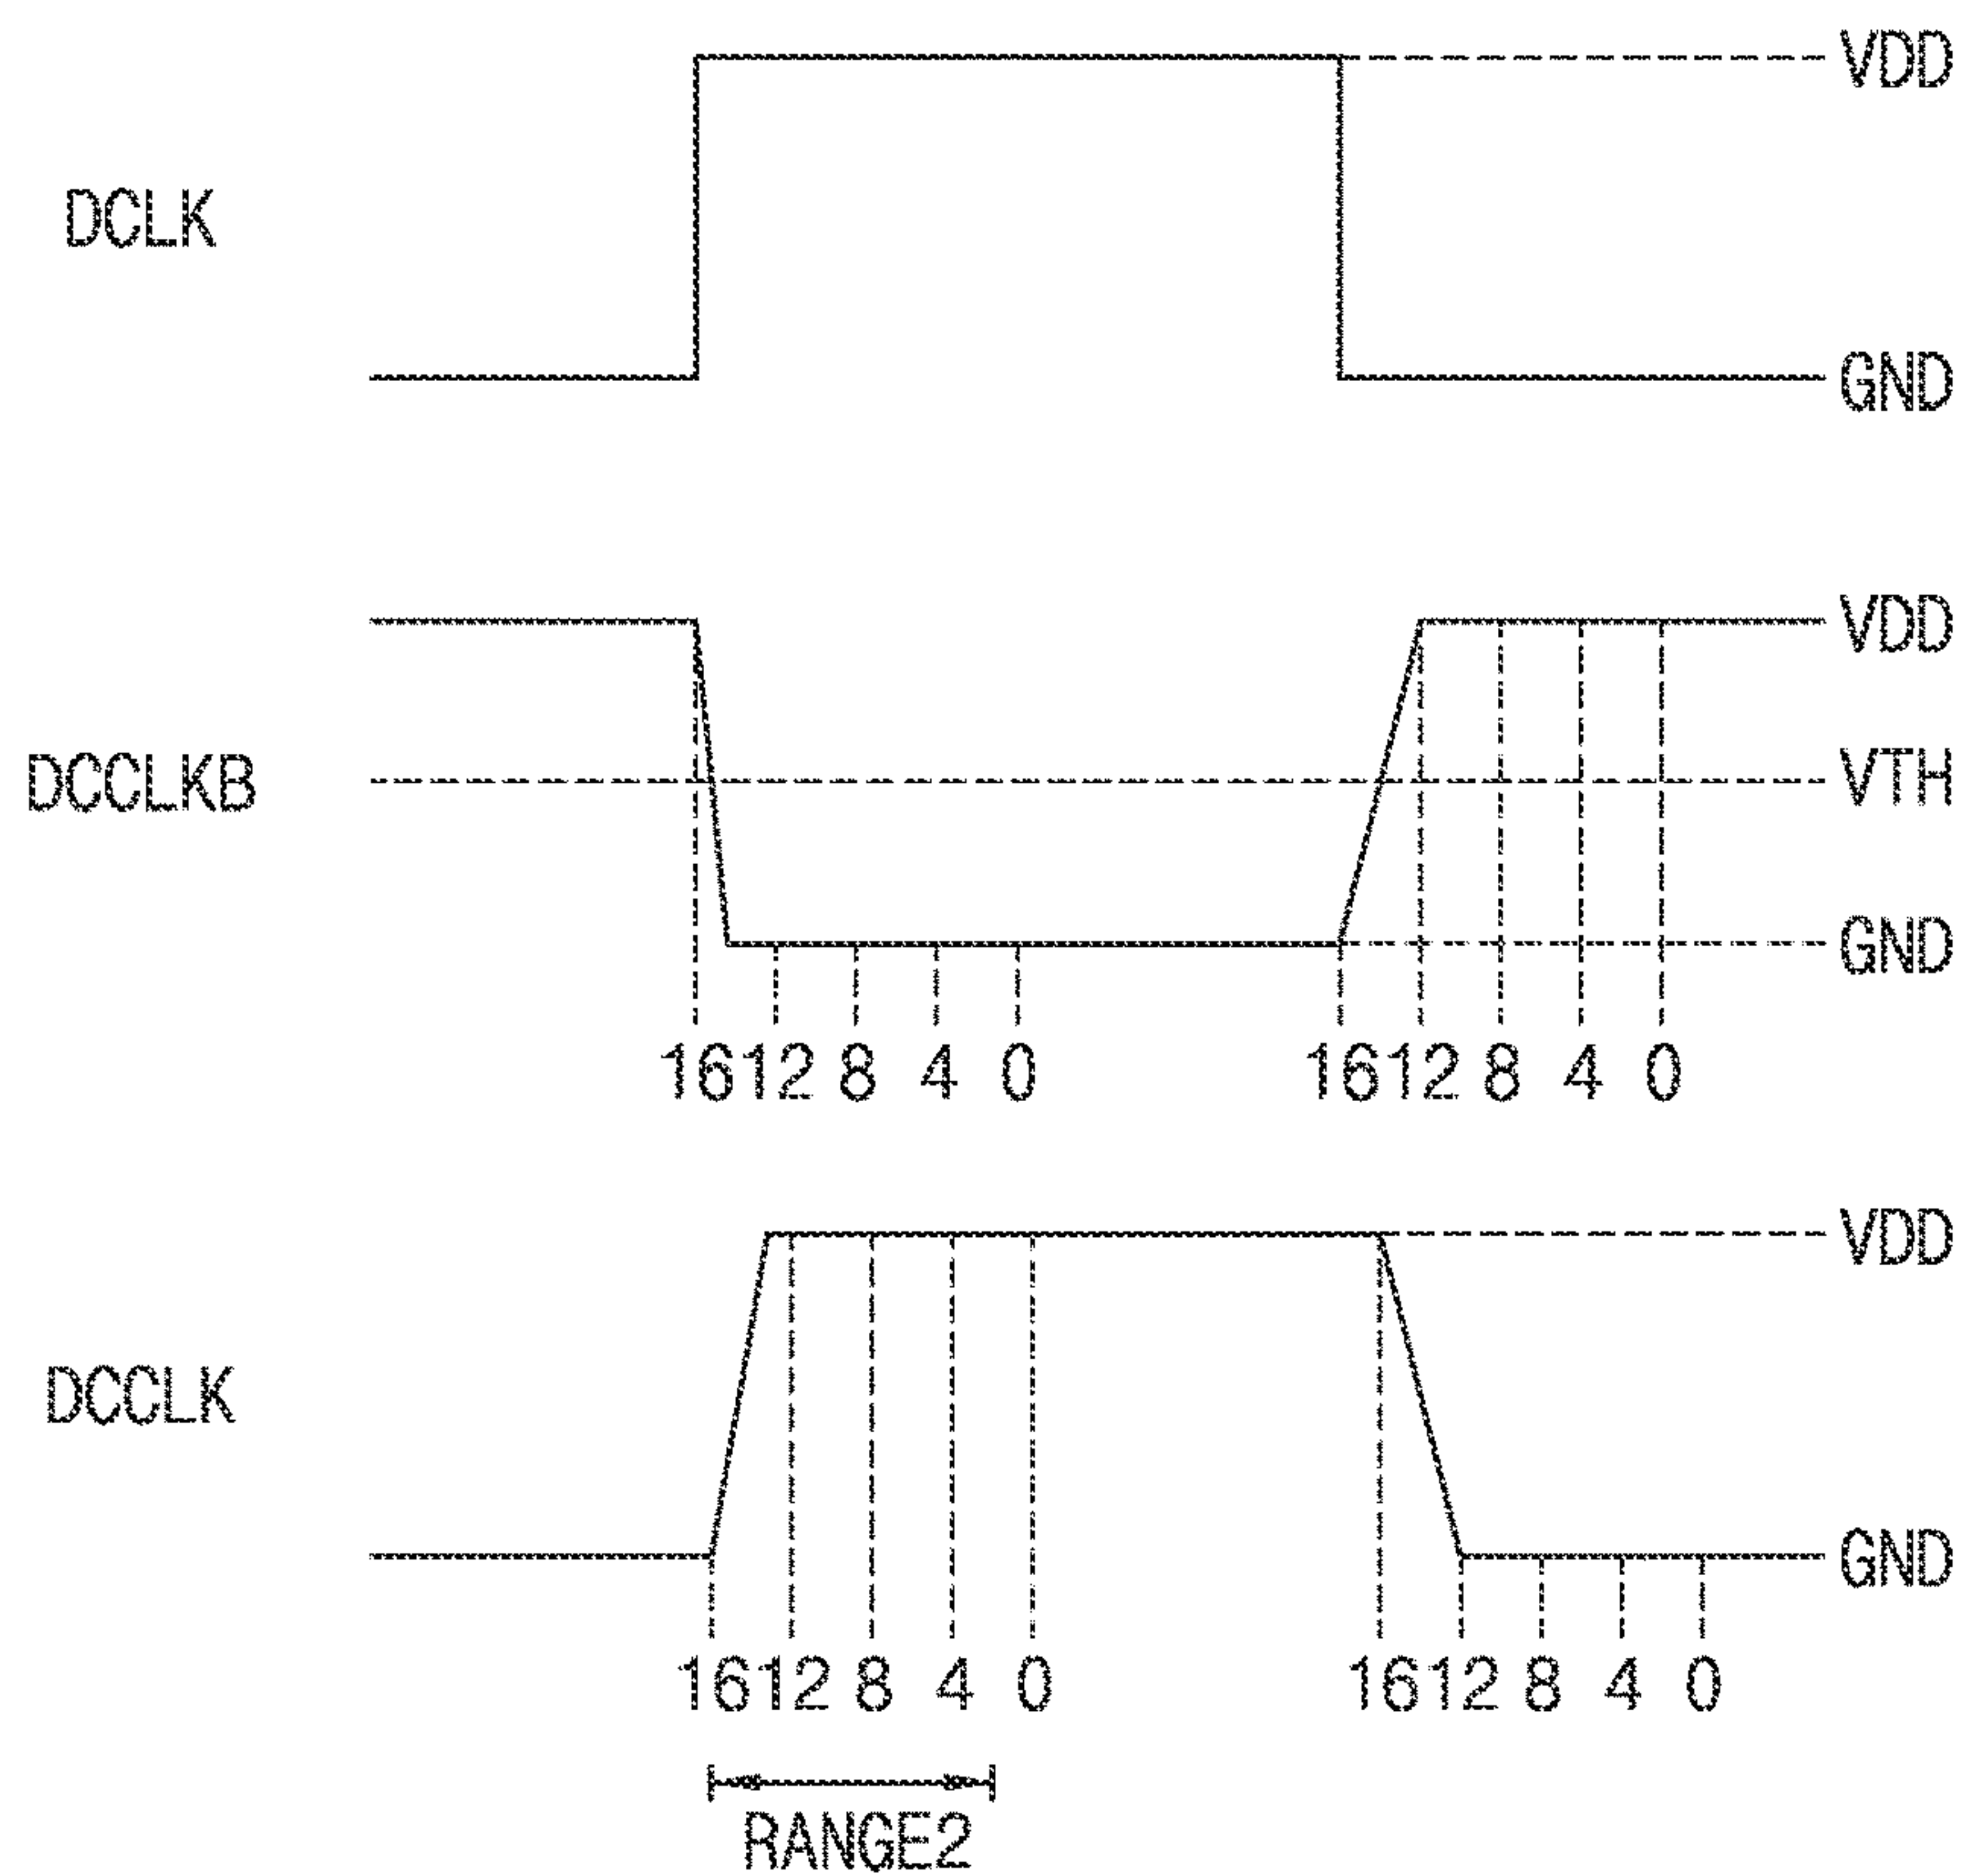 VDD
DCLK
GND
VDD
DCCLKB
VTH
GND
16 12 8 4 0 16 12 8 4 0
VDD
DCCLK
GND
16 12 8 4 0 16 12 8 4 0
RANGE2